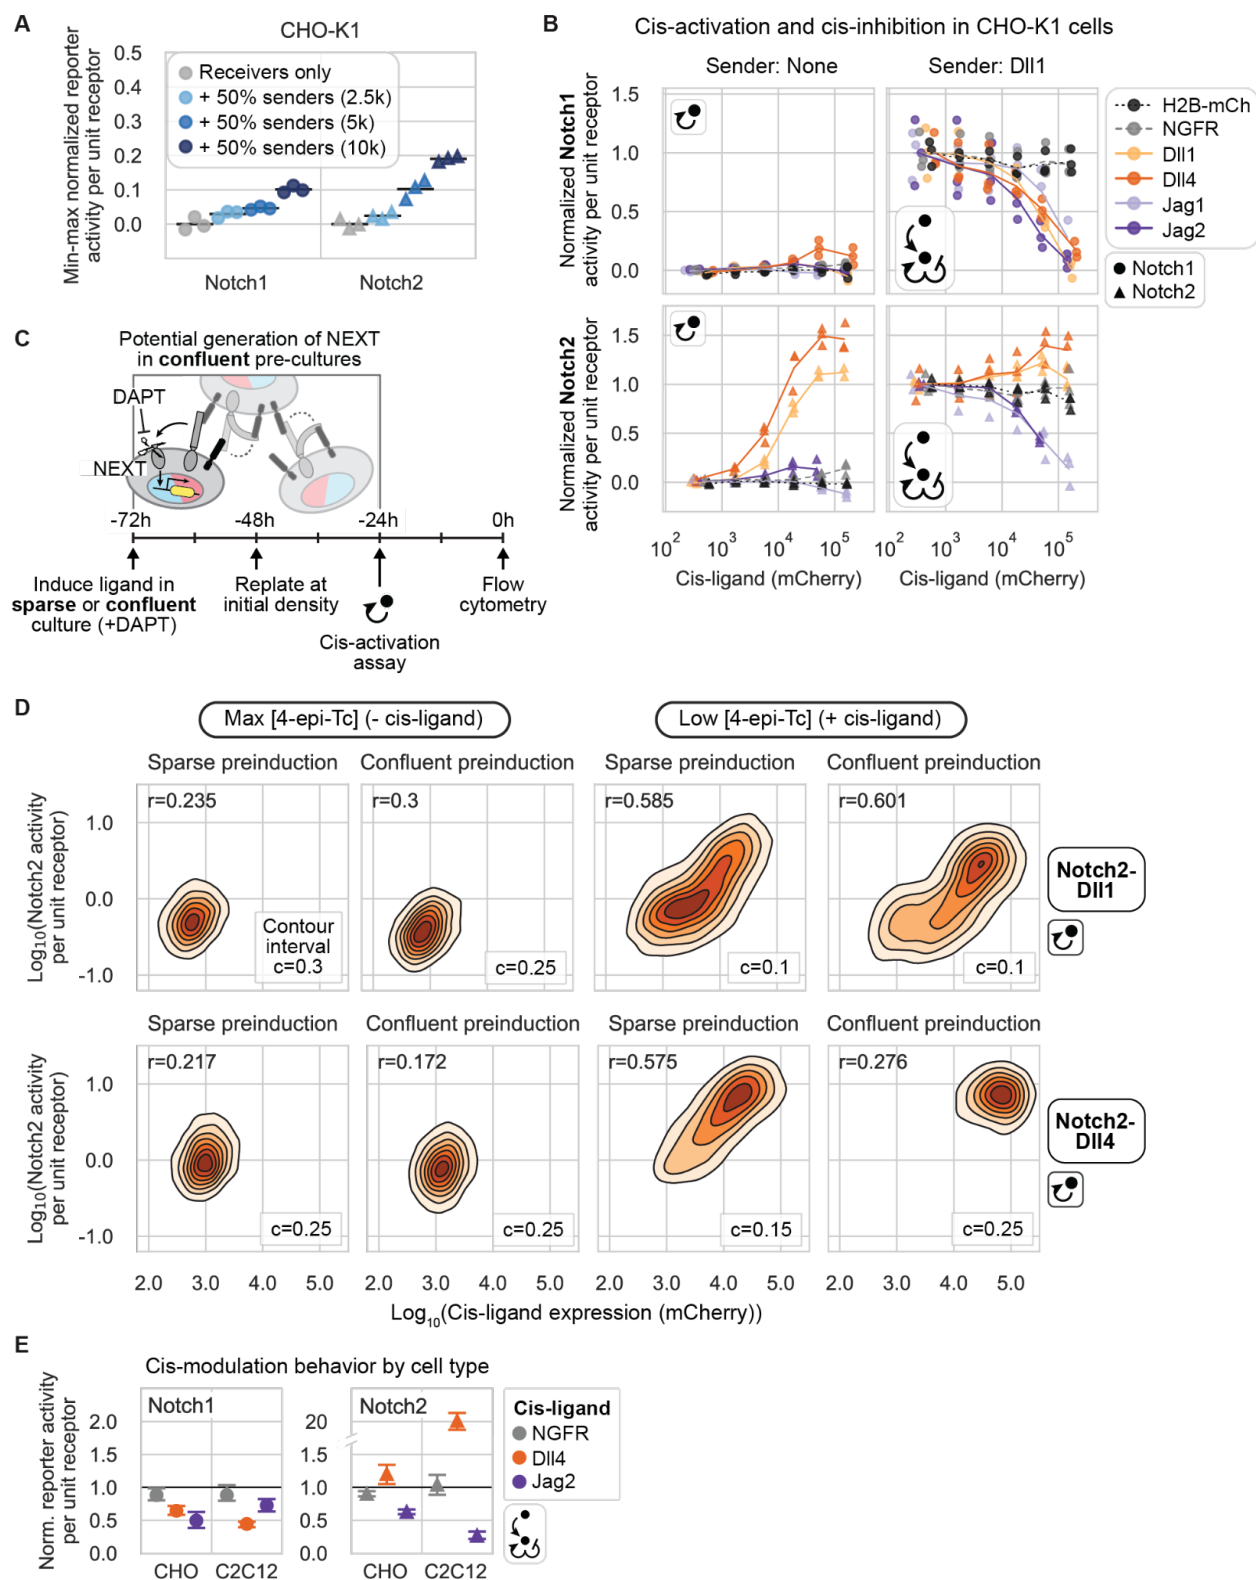 A
CHO-K1
Min-max normalized reporter
activity per unit receptor
0.5
0.4
0.3
0.2
0.1
0.0
Receivers only
+ 50% senders (2.5k)
+ 50% senders (5k)
+ 50% senders (10k)
Notch1
Notch2
B
Cis-activation and cis-inhibition in CHO-K1 cells
Sender: None
Sender: Dll1
Normalized Notch1
activity per unit receptor
1.5
1.0
0.5
0.0
Normalized Notch2
activity per unit receptor
1.5
1.0
0.5
0.0
10² 10³ 10⁴ 10⁵
10² 10³ 10⁴ 10⁵
Cis-ligand (mCherry)
Cis-ligand (mCherry)
H2B-mCh
NGFR
Dll1
Dll4
Jag1
Jag2
Notch1
Notch2
C
Potential generation of NEXT
in confluent pre-cultures
DAPT
NEXT
-72h
-48h
-24h
0h
Induce ligand in
sparse or confluent
culture (+DAPT)
Replate at
initial density
Cis-activation
assay
Flow
cytometry
D
Max [4-epi-Tc] (- cis-ligand)
Low [4-epi-Tc] (+ cis-ligand)
Sparse preinduction
Confluent preinduction
Sparse preinduction
Confluent preinduction
Log₁₀(Notch2 activity
per unit receptor)
1.0
0.0
-1.0
r=0.235
Contour
interval
c=0.3
r=0.3
c=0.25
r=0.585
c=0.1
r=0.601
c=0.1
Notch2-
Dll1
Sparse preinduction
Confluent preinduction
Sparse preinduction
Confluent preinduction
Log₁₀(Notch2 activity
per unit receptor)
1.0
0.0
-1.0
r=0.217
c=0.25
r=0.172
c=0.25
r=0.575
c=0.15
r=0.276
c=0.25
Notch2-
Dll4
2.0 3.0 4.0 5.0
2.0 3.0 4.0 5.0
2.0 3.0 4.0 5.0
2.0 3.0 4.0 5.0
Log₁₀(Cis-ligand expression (mCherry))
E
Cis-modulation behavior by cell type
Norm. reporter activity
per unit receptor
Notch1
2.0
1.5
1.0
0.5
0.0
CHO C2C12
Notch2
20
1.5
1.0
0.5
0.0
CHO C2C12
Cis-ligand
NGFR
Dll4
Jag2